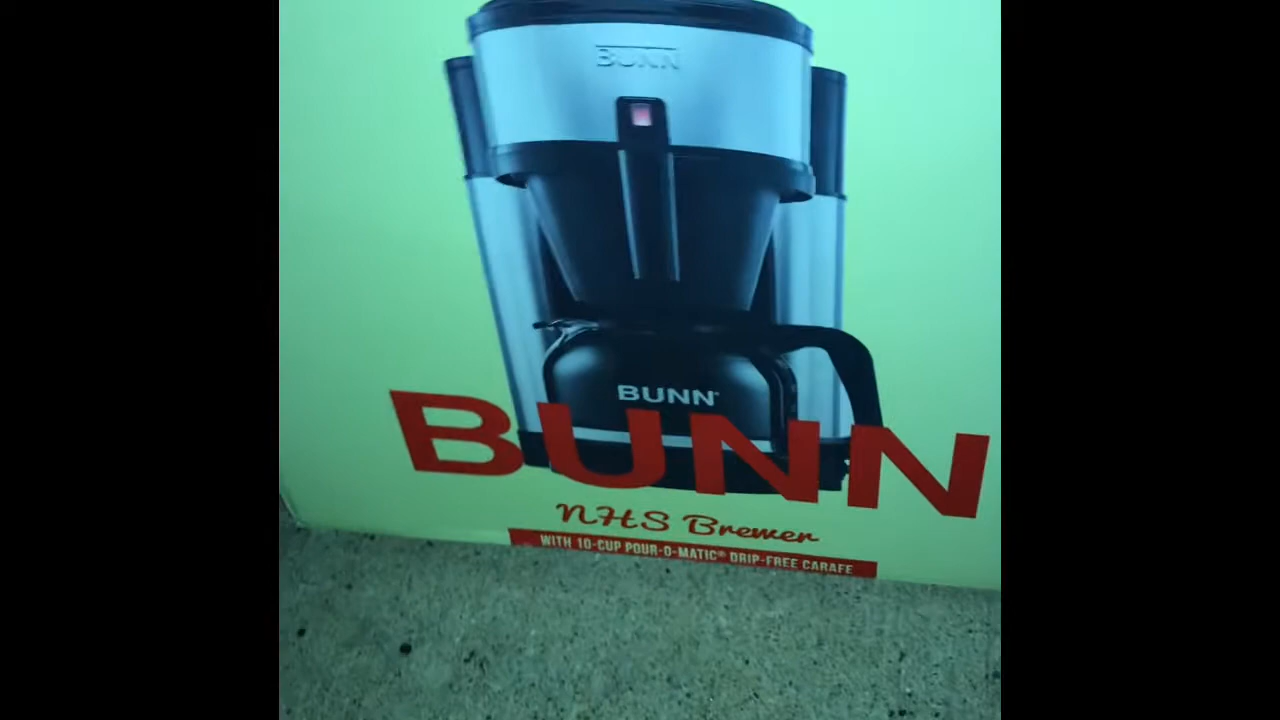 BUNN
BUNN®
BUNN
NHS Brewer
WITH 10-CUP POUR-O-MATIC® DRIP-FREE CARAFE